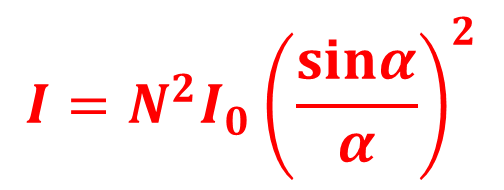 I = N²I₀ (sinα/α)²